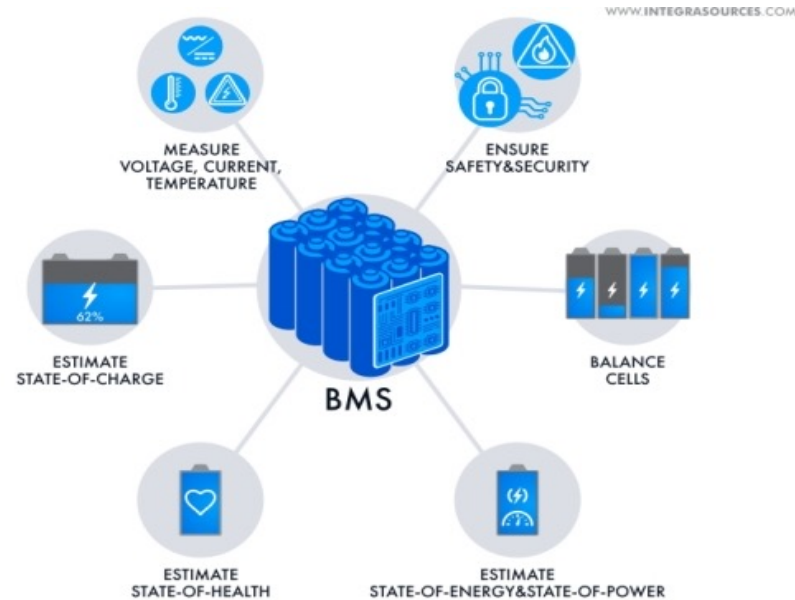 WWW.INTEGRASOURCES.COM
MEASURE
VOLTAGE, CURRENT,
TEMPERATURE
ENSURE
SAFETY&SECURITY
62%
ESTIMATE
STATE-OF-CHARGE
BALANCE
CELLS
BMS
ESTIMATE
STATE-OF-HEALTH
ESTIMATE
STATE-OF-ENERGY&STATE-OF-POWER